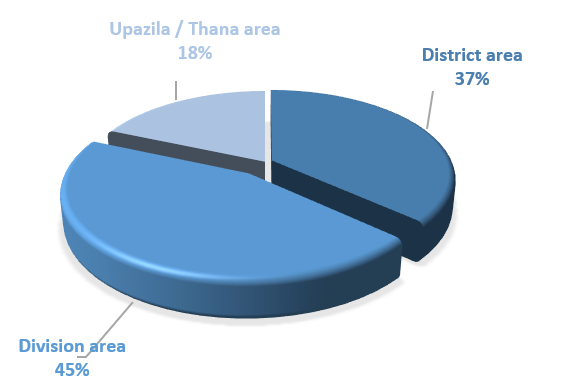 Upazila / Thana area
18%
District area
37%
Division area
45%